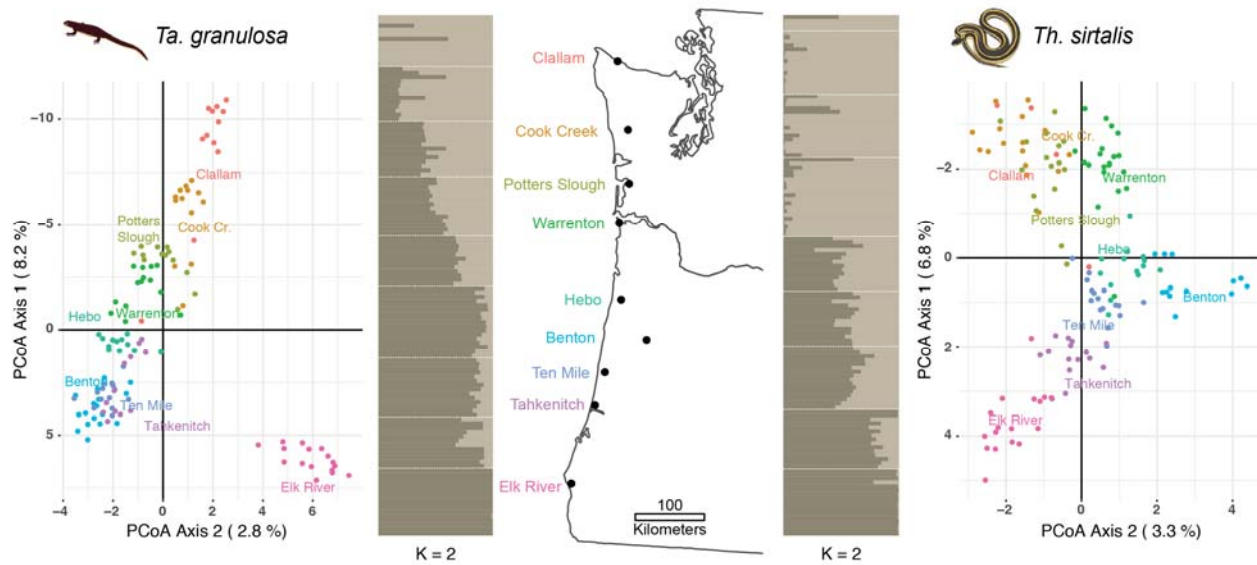 Ta. granulosa
Th. sirtalis
−10
−5
0
5
−4
−2
0
2
4
6
PCoA Axis 1 ( 8.2 %)
PCoA Axis 2 ( 2.8 %)
Clallam
Cook Cr.
Potters
Slough
Warrenton
Hebo
Benton
Ten Mile
Tahkenitch
Elk River
K = 2
Clallam
Cook Creek
Potters Slough
Warrenton
Hebo
Benton
Ten Mile
Tahkenitch
Elk River
100
Kilometers
K = 2
−2
0
2
4
−2
0
2
4
PCoA Axis 1 ( 6.8 %)
PCoA Axis 2 ( 3.3 %)
Cook Cr.
Clallam
Warrenton
Potters Slough
Hebo
Benton
Ten Mile
Tahkenitch
Elk River